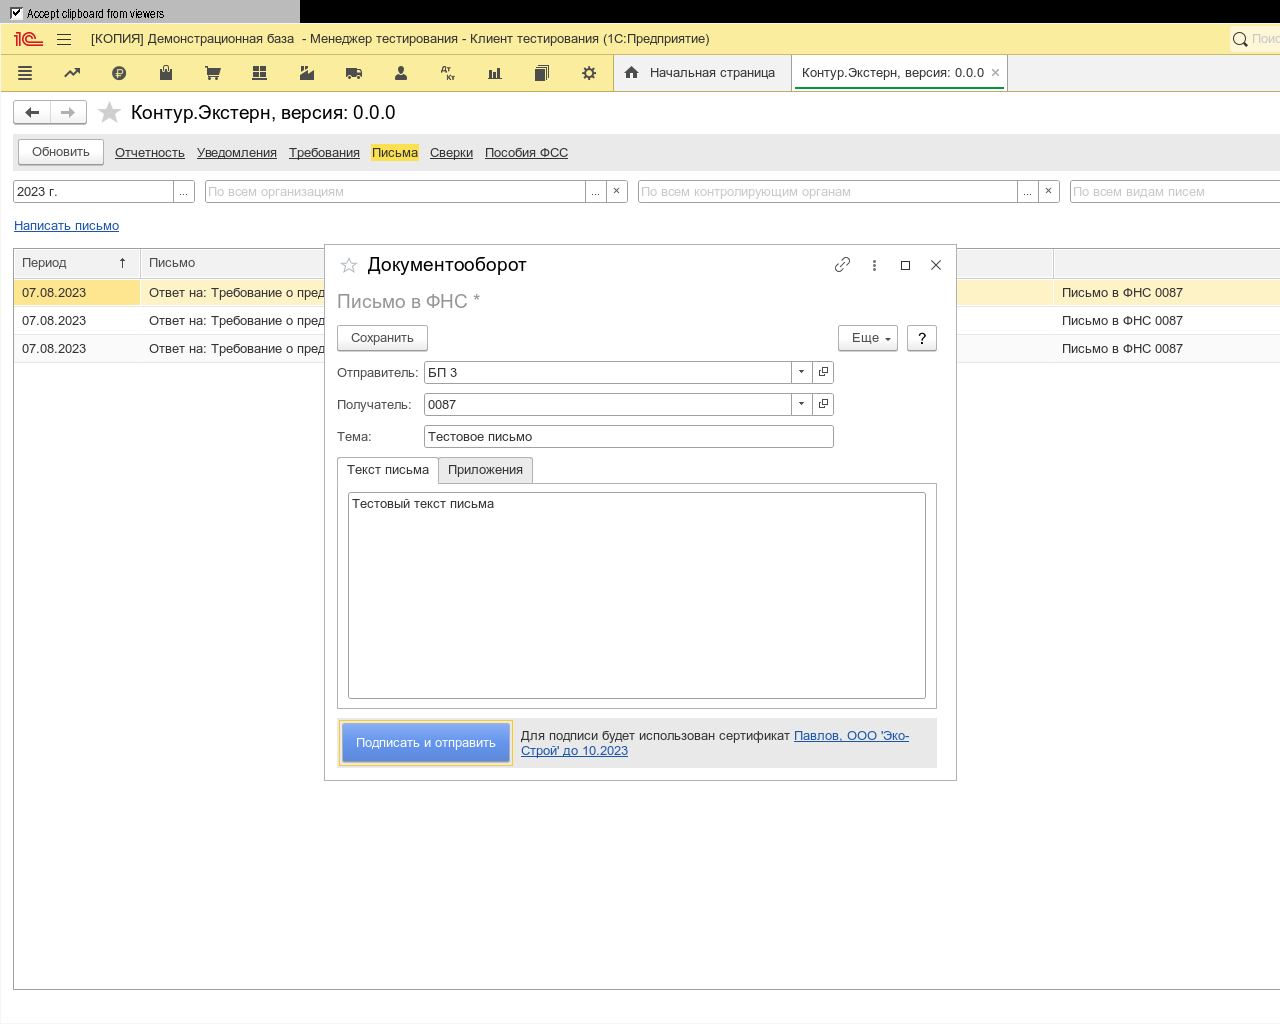 Accept clipboard from viewers
[КОПИЯ] Демонстрационная база - Менеджер тестирования - Клиент тестирования (1С:Предприятие)
Дт Кт
Начальная страница
Контур.Экстерн, версия: 0.0.0
Контур.Экстерн, версия: 0.0.0
Обновить Отчетность Уведомления Требования Письма Сверки Пособия ФСС
2023 г. ... По всем организациям ... × По всем контролирующим органам ... × По всем видам писем
Написать письмо
Период ↑ Письмо
07.08.2023 Ответ на: Требование о Письмо в ФНС 0087
07.08.2023 Ответ на: Требование о Письмо в ФНС 0087
07.08.2023 Ответ на: Требование о Письмо в ФНС 0087
Документооборот
Письмо в ФНС *
Сохранить Еще ?
Отправитель: БП 3
Получатель: 0087
Тема: Тестовое письмо
Текст письма Приложения
Тестовый текст письма
Подписать и отправить
Для подписи будет использован сертификат Павлов, ООО 'Эко-
Строй' до 10.2023